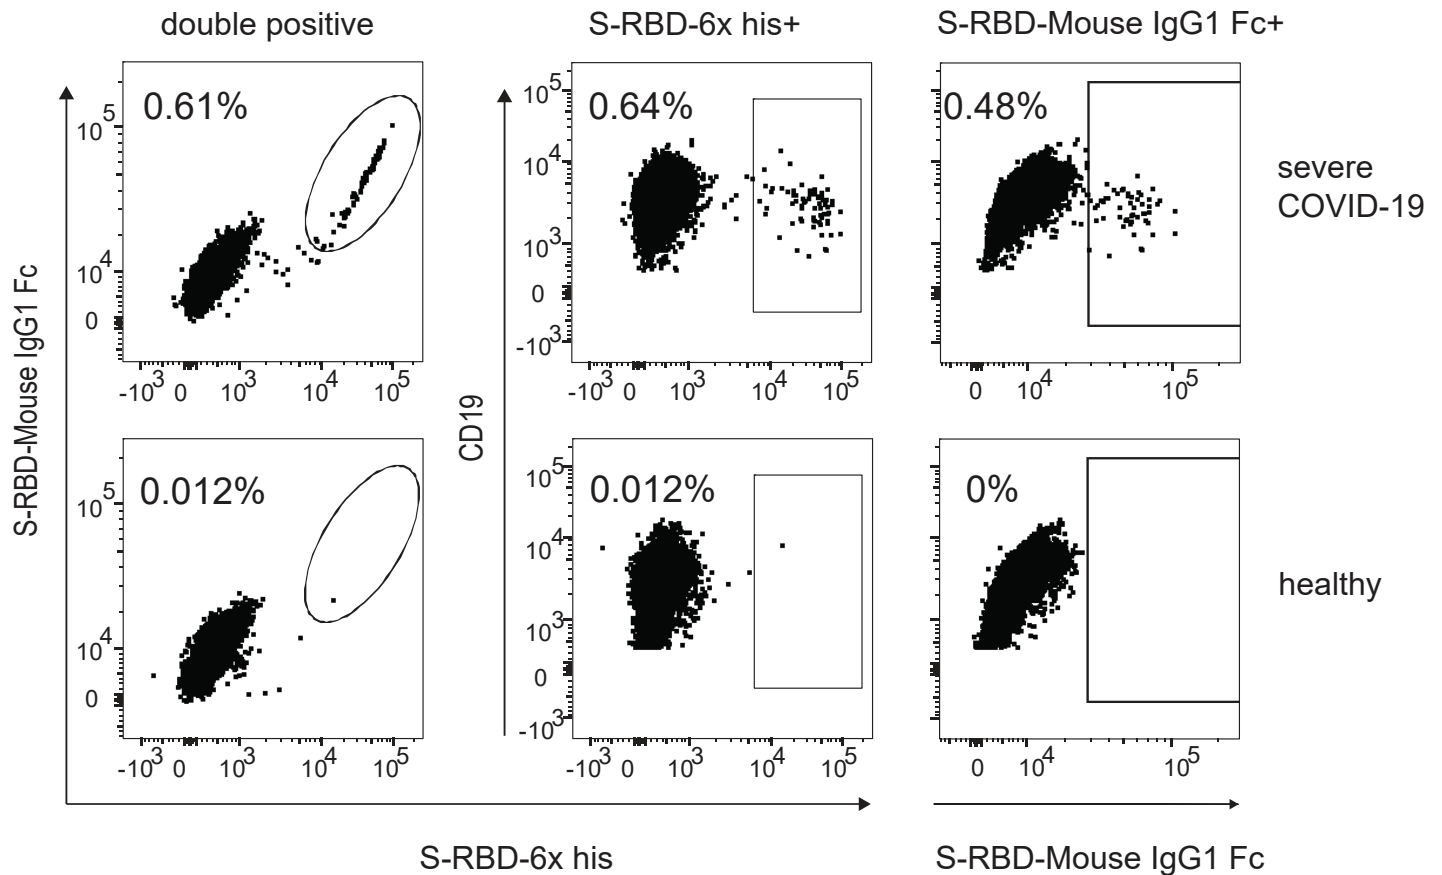 double positive
S-RBD-6x his+
S-RBD-Mouse IgG1 Fc+
0.61%
10^5
10^4
0
-10^3 0 10^3 10^4 10^5
0.64%
10^5
10^4
10^3
0
-10^3
-10^3 0 10^3 10^4 10^5
0.48%
0 10^4 10^5
severe
COVID-19
S-RBD-Mouse IgG1 Fc
CD19
0.012%
10^5
10^4
0
-10^3 0 10^3 10^4 10^5
0.012%
10^5
10^4
10^3
0
-10^3
-10^3 0 10^3 10^4 10^5
0%
0 10^4 10^5
healthy
S-RBD-6x his
S-RBD-Mouse IgG1 Fc